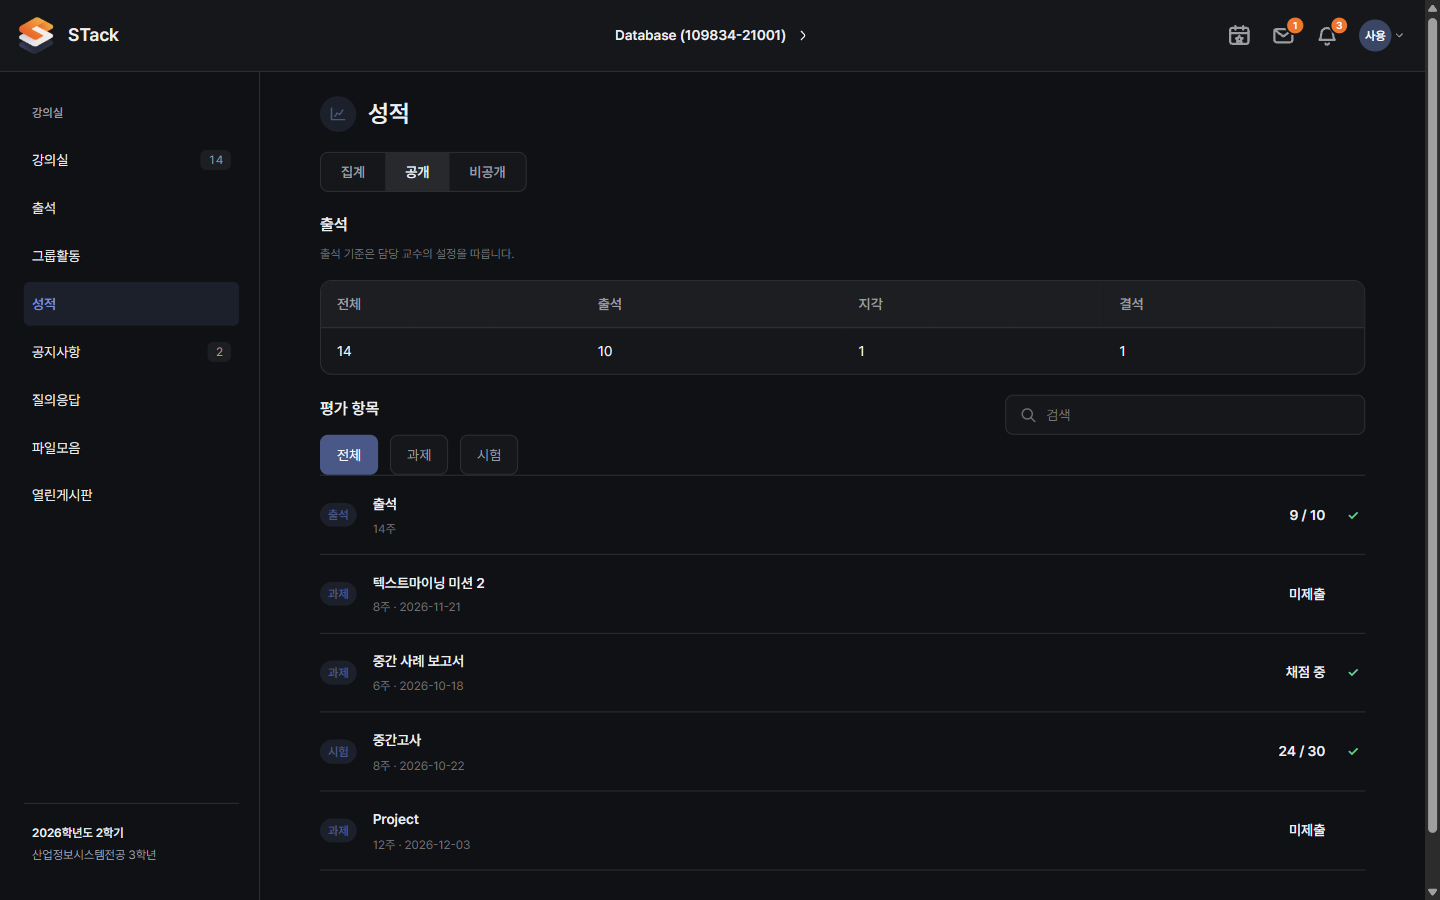 STack
Database (109834-21001)
1
3
사용
강의실
강의실
14
출석
그룹활동
성적
공지사항
2
질의응답
파일모음
열린게시판
2026학년도 2학기
산업정보시스템전공 3학년
성적
집계
공개
비공개
출석
출석 기준은 담당 교수의 설정을 따릅니다.
전체 출석 지각 결석
14 10 1 1
평가 항목
검색
전체
과제
시험
출석
출석
14주
9 / 10
과제
텍스트마이닝 미션 2
8주 · 2026-11-21
미제출
과제
중간 사례 보고서
6주 · 2026-10-18
채점 중
시험
중간고사
8주 · 2026-10-22
24 / 30
과제
Project
12주 · 2026-12-03
미제출